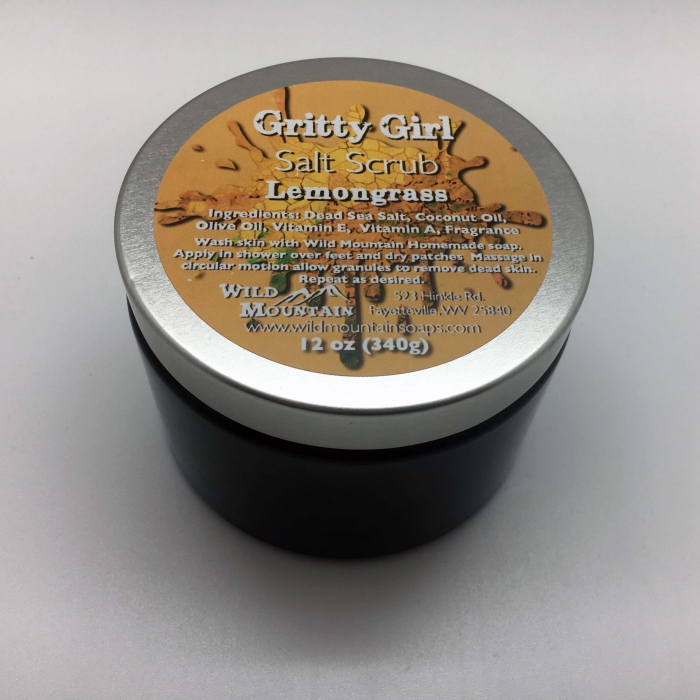 Gritty Girl
Salt Scrub
Lemongrass
Ingredients: Dead Sea Salt, Coconut Oil,
Olive Oil, Vitamin E, Vitamin A, Fragrance
Wash skin with Wild Mountain Homemade soap.
Apply in shower over feet and dry patches Massage in
circular motion allow granules to remove dead skin.
Repeat as desired.
WILD MOUNTAIN
523 Hinkle Rd.
Fayetteville, WV 25840
www.wildmountainsoaps.com
12 oz (340g)